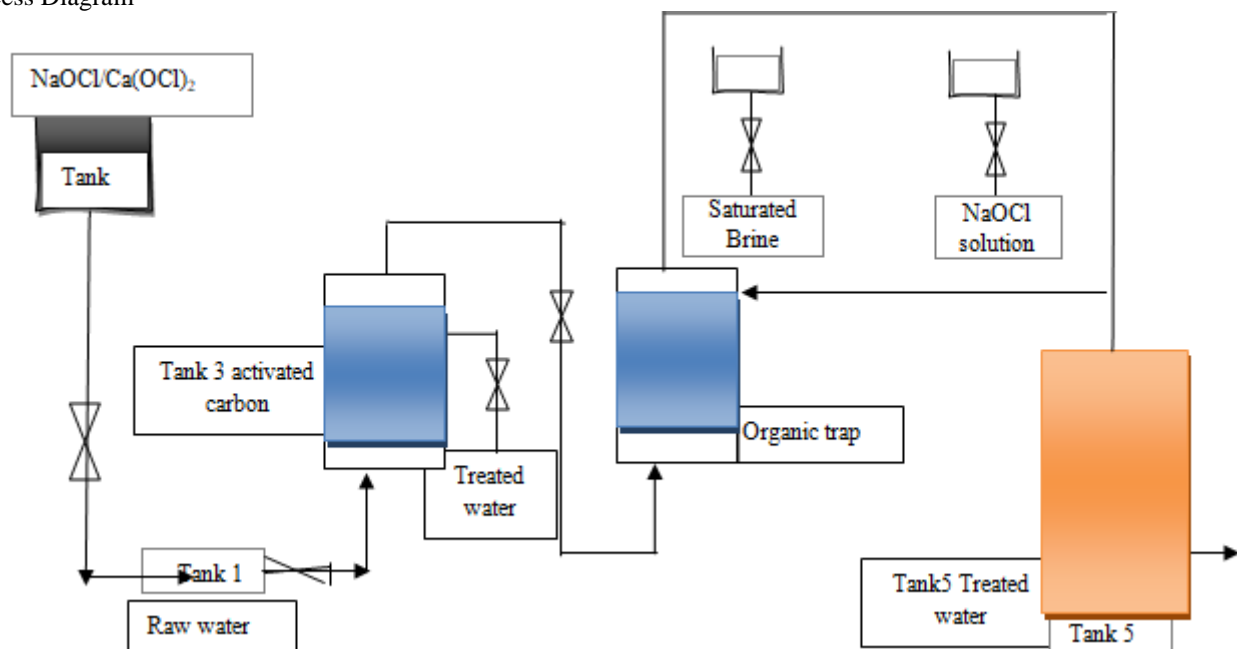 ess Diagram
NaOCl/Ca(OCl)₂
Tank
Saturated
Brine
NaOCl
solution
Tank 3 activated
carbon
Treated
water
Organic trap
Tank 1
Raw water
Tank5 Treated
water
Tank 5